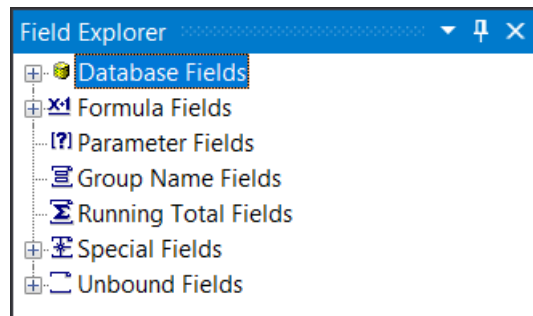 Field Explorer
Database Fields
Formula Fields
Parameter Fields
Group Name Fields
Running Total Fields
Special Fields
Unbound Fields